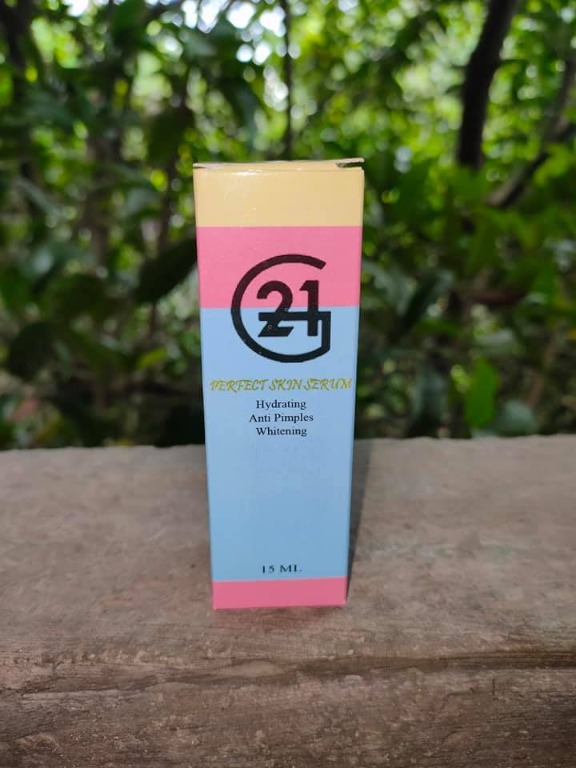 G21
PERFECT SKIN SERUM
Hydrating
Anti Pimples
Whitening
15 ML